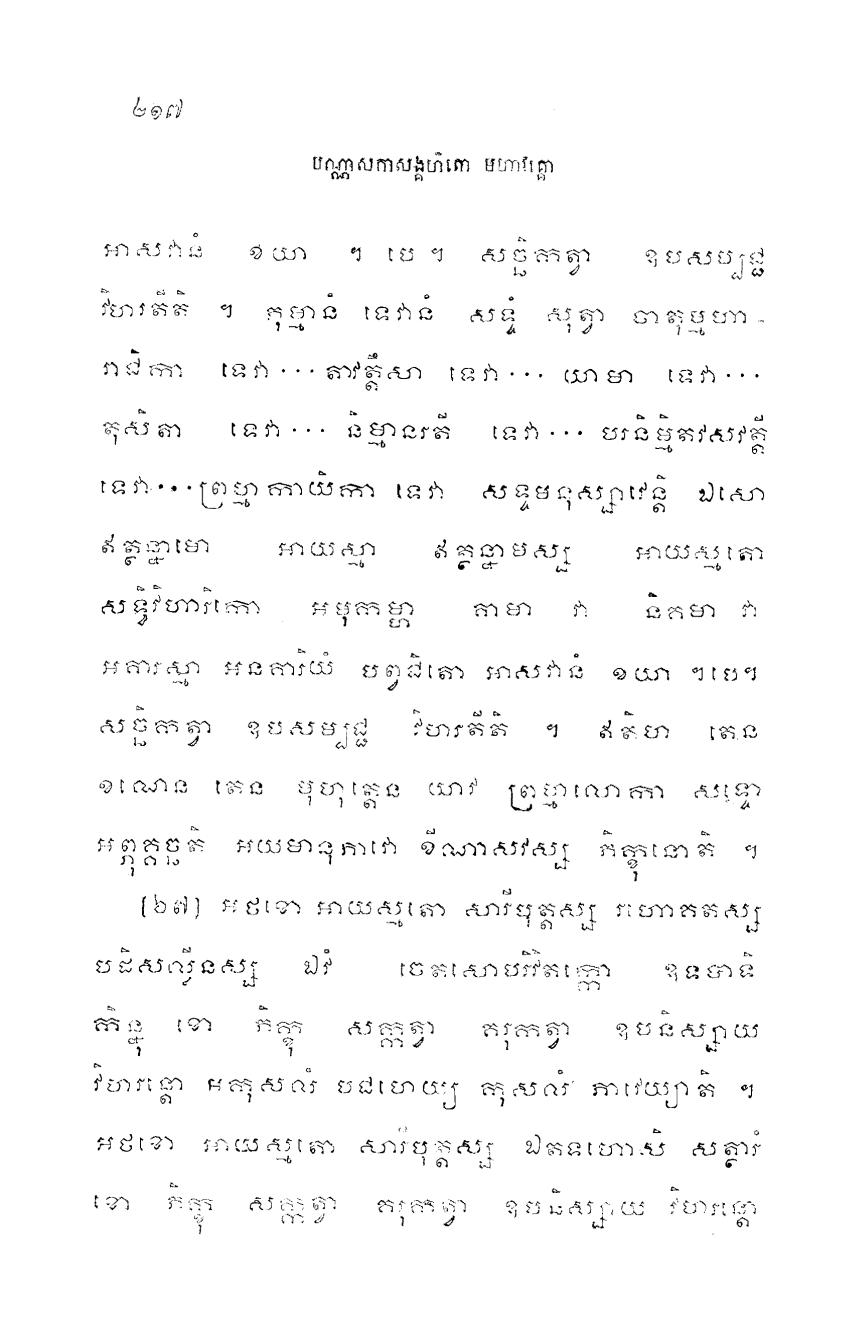 ២១៧
បណ្ណាសកាសង្គហិតោ មហាវគ្គោ
អាសវានំ ខយា ។ បេ ។ សច្ឆិកត្វា ឧបសម្បជ្ជ
វិហរតីតិ ។ ភុម្មានំ ទេវានំ សទ្ទំ សុត្វា ចាតុម្មហា-
រាជិកា ទេវា ... តាវត្តឹសា ទេវា ... យាមា ទេវា ...
តុសិតា ទេវា ... និម្មានរតី ទេវា ... បរនិម្មិតវសវត្តី
ទេវា ... ព្រហ្មកាយិកា ទេវា សទ្ទមនុស្សាវេន្តិ ឯសោ
ឥត្ថន្នាមោ អាយស្មា ឥត្ថន្នាមស្ស អាយស្មតោ
សទ្ធិវិហារិកោ អមុកម្ហា គាមា វា និគមា វា
អគារស្មា អនគារិយំ បព្វជិតោ អាសវានំ ខយា ។បេ។
សច្ឆិកត្វា ឧបសម្បជ្ជ វិហរតីតិ ។ ឥតិហ តេន
ខណេន តេន មុហុត្តេន យាវ ព្រហ្មលោកា សទ្ទោ
អព្ភុគ្គច្ឆតិ អយមានុភាវោ ខីណាសវស្ស ភិក្ខុនោតិ ។
[៦៧] អថខោ អាយស្មតោ សារីបុត្តស្ស រហោគតស្ស
បដិសល្លីនស្ស ឯវំ ចេតសោបរិវិតក្កោ ឧទបាទិ
កិន្នុ ខោ ភិក្ខុ សក្កត្វា គរុកត្វា ឧបនិស្សាយ
វិហរន្តោ អកុសលំ បជហេយ្យ កុសលំ ភាវេយ្យាតិ ។
អថខោ អាយស្មតោ សារីបុត្តស្ស ឯតទហោសិ សត្ថារំ
ខោ ភិក្ខុ សក្កត្វា គរុកត្វា ឧបនិស្សាយ វិហរន្តោ